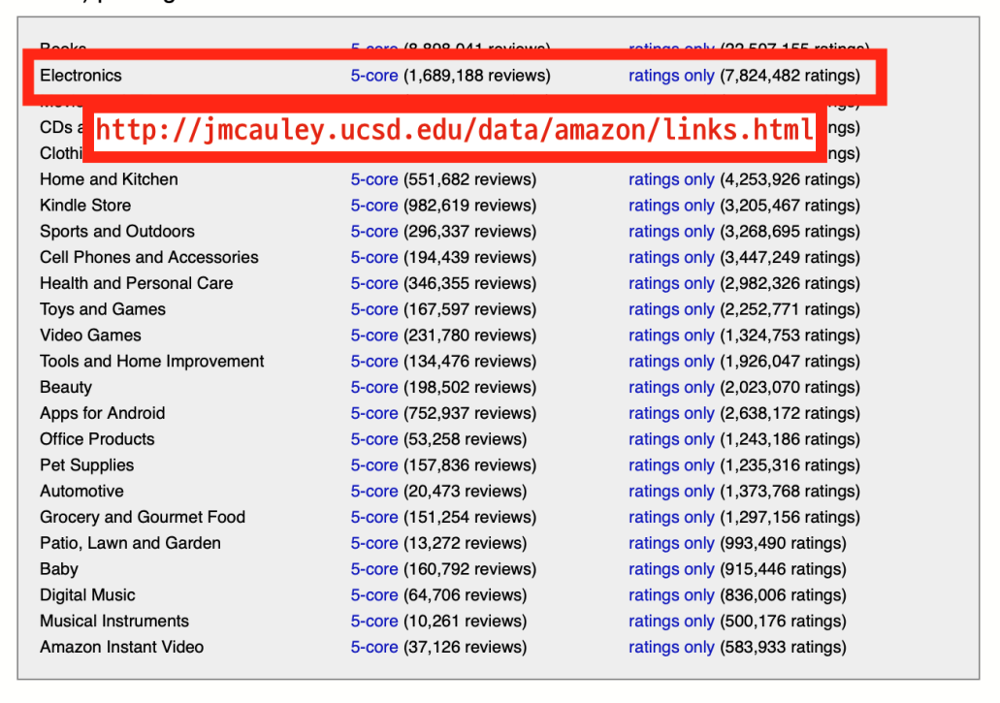 Books 5-core (8,898,041 reviews) ratings only (22,507,155 ratings)
Electronics 5-core (1,689,188 reviews) ratings only (7,824,482 ratings)
CDs a
http://jmcauley.ucsd.edu/data/amazon/links.html
ngs)
Clothi ngs)
Home and Kitchen 5-core (551,682 reviews) ratings only (4,253,926 ratings)
Kindle Store 5-core (982,619 reviews) ratings only (3,205,467 ratings)
Sports and Outdoors 5-core (296,337 reviews) ratings only (3,268,695 ratings)
Cell Phones and Accessories 5-core (194,439 reviews) ratings only (3,447,249 ratings)
Health and Personal Care 5-core (346,355 reviews) ratings only (2,982,326 ratings)
Toys and Games 5-core (167,597 reviews) ratings only (2,252,771 ratings)
Video Games 5-core (231,780 reviews) ratings only (1,324,753 ratings)
Tools and Home Improvement 5-core (134,476 reviews) ratings only (1,926,047 ratings)
Beauty 5-core (198,502 reviews) ratings only (2,023,070 ratings)
Apps for Android 5-core (752,937 reviews) ratings only (2,638,172 ratings)
Office Products 5-core (53,258 reviews) ratings only (1,243,186 ratings)
Pet Supplies 5-core (157,836 reviews) ratings only (1,235,316 ratings)
Automotive 5-core (20,473 reviews) ratings only (1,373,768 ratings)
Grocery and Gourmet Food 5-core (151,254 reviews) ratings only (1,297,156 ratings)
Patio, Lawn and Garden 5-core (13,272 reviews) ratings only (993,490 ratings)
Baby 5-core (160,792 reviews) ratings only (915,446 ratings)
Digital Music 5-core (64,706 reviews) ratings only (836,006 ratings)
Musical Instruments 5-core (10,261 reviews) ratings only (500,176 ratings)
Amazon Instant Video 5-core (37,126 reviews) ratings only (583,933 ratings)